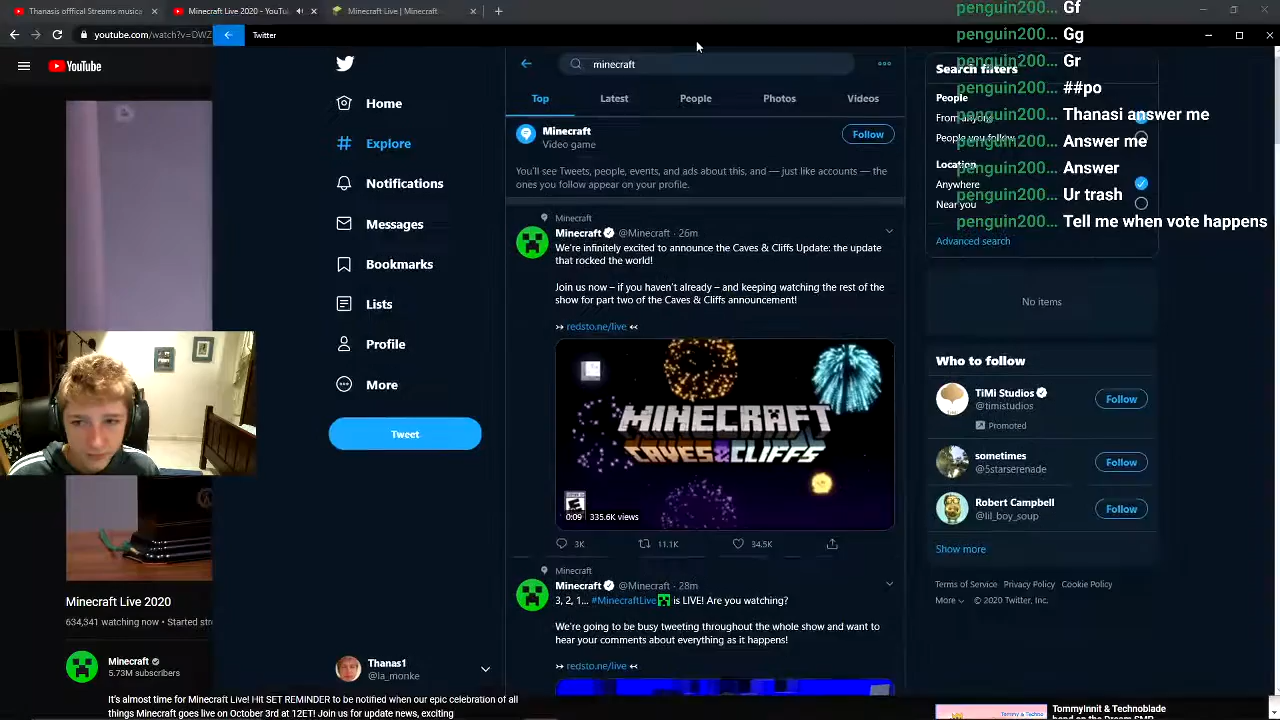 Thanasis offfical Streams musica
Minecraft Live 2020 - YouTu
Minecraft Live | Minecraft
youtube.com/watch?v=DWZ
Twitter
YouTube
Home
Explore
Notifications
Messages
Bookmarks
Lists
Profile
More
Tweet
Thanas1
@la_monke
minecraft
Top
Latest
People
Photos
Videos
Minecraft
Video game
Follow
You'll see Tweets, people, events, and ads about this, and — just like accounts — the
ones you follow appear on your profile.
Minecraft
Minecraft @Minecraft · 26m
We're infinitely excited to announce the Caves & Cliffs Update: the update
that rocked the world!
Join us now – if you haven't already – and keeping watching the rest of the
show for part two of the Caves & Cliffs announcement!
redsto.ne/live
MINECRAFT
CAVES & CLIFFS
0:09 335.6K views
3K
11.1K
34.5K
Minecraft
Minecraft @Minecraft · 28m
3, 2, 1... #MinecraftLive is LIVE! Are you watching?
We're going to be busy tweeting throughout the whole show and want to
hear your comments about everything as it happens!
redsto.ne/live
penguin200... Gf
penguin200... Gg
penguin200... Gr
penguin200... ##po
penguin200... Thanasi answer me
penguin200... Answer me
penguin200... Answer
penguin200... Ur trash
penguin200... Tell me when vote happens
Search filters
People
From anyone
People you follow
Location
Anywhere
Near you
Advanced search
No items
Who to follow
TiMi Studios
@timistudios
Promoted
Follow
sometimes
@5starserenade
Follow
Robert Campbell
@lil_boy_soup
Follow
Show more
Terms of Service Privacy Policy Cookie Policy
More © 2020 Twitter, Inc.
Minecraft Live 2020
634,341 watching now • Started str
Minecraft
5.73M subscribers
It's almost time for Minecraft Live! Hit SET REMINDER to be notified when our epic celebration of all
things Minecraft goes live on October 3rd at 12ET! Join us for update news, exciting
TommyInnit & Technoblade
bond on the Dream SMP